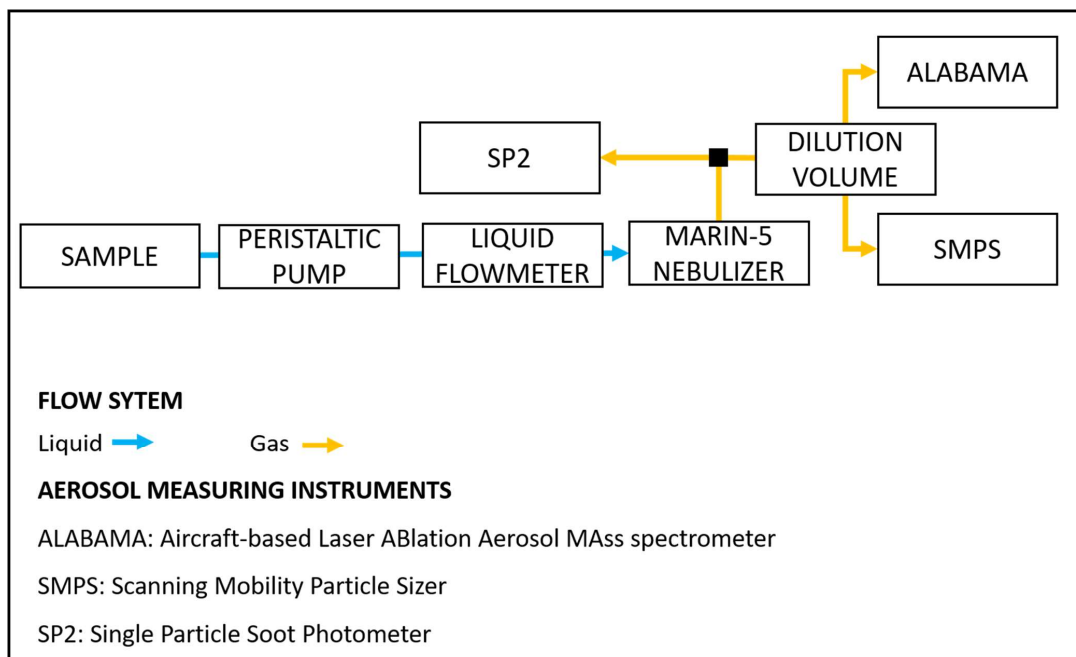 ALABAMA
DILUTION
VOLUME
SP2
SAMPLE
PERISTALTIC
PUMP
LIQUID
FLOWMETER
MARIN-5
NEBULIZER
SMPS
FLOW SYTEM
Liquid
Gas
AEROSOL MEASURING INSTRUMENTS
ALABAMA: Aircraft-based Laser ABlation Aerosol MAss spectrometer
SMPS: Scanning Mobility Particle Sizer
SP2: Single Particle Soot Photometer